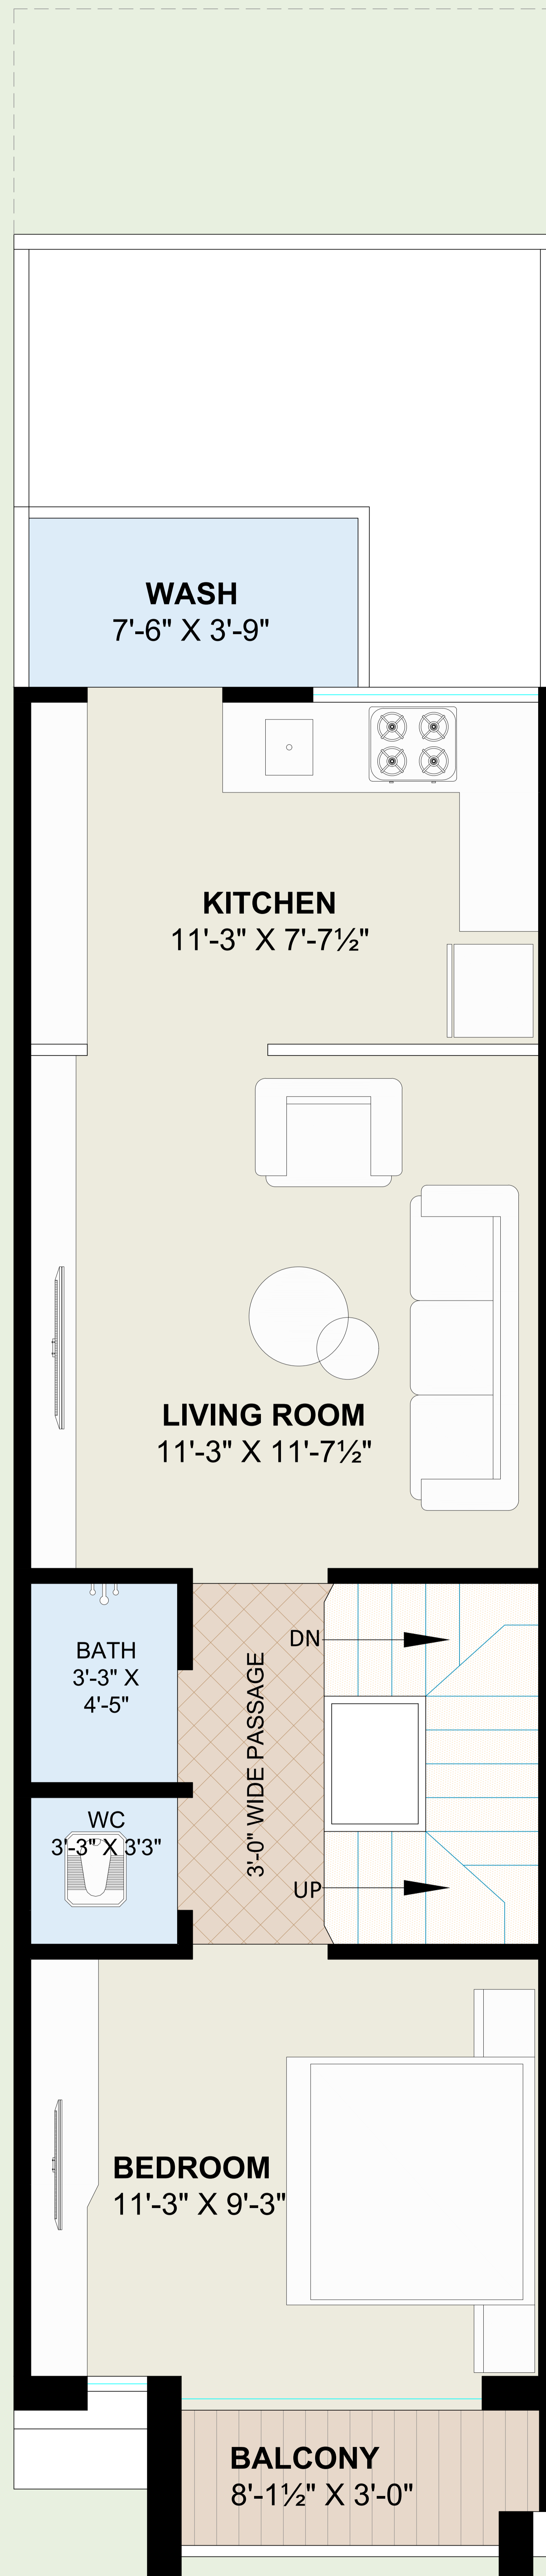 WASH
7'-6" X 3'-9"
KITCHEN
11'-3" X 7'-7½"
LIVING ROOM
11'-3" X 11'-7½"
BATH
3'-3" X
4'-5"
DN
3'-0" WIDE PASSAGE
WC
3'-3" X 3'3"
UP
BEDROOM
11'-3" X 9'-3"
BALCONY
8'-1½" X 3'-0"